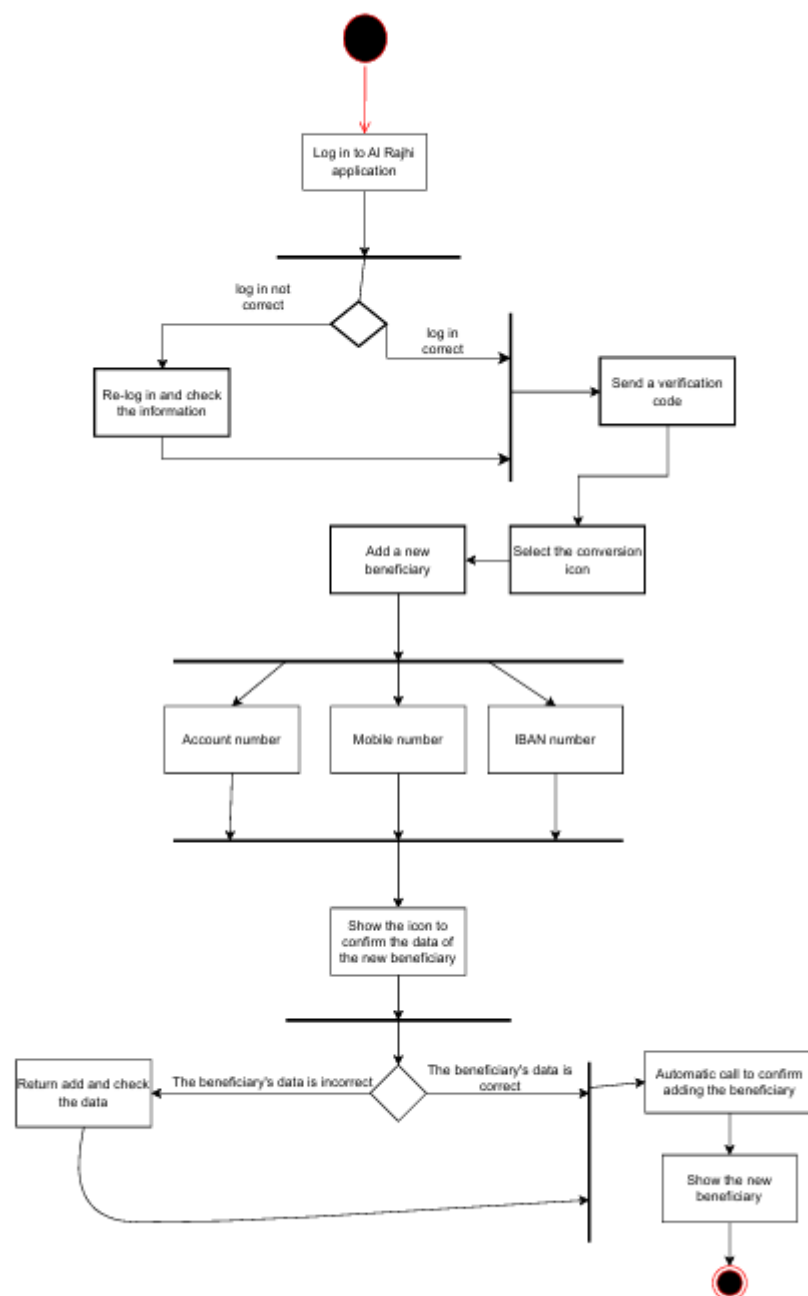 Log in to Al Rajhi
application
log in not
correct
log in
correct
Re-log in and check
the information
Send a verification
code
Add a new
beneficiary
Select the conversion
icon
Account number
Mobile number
IBAN number
Show the icon to
confirm the data of
the new beneficiary
The beneficiary's data is incorrect
The beneficiary's data is
correct
Return add and check
the data
Automatic call to confirm
adding the beneficiary
Show the new
beneficiary